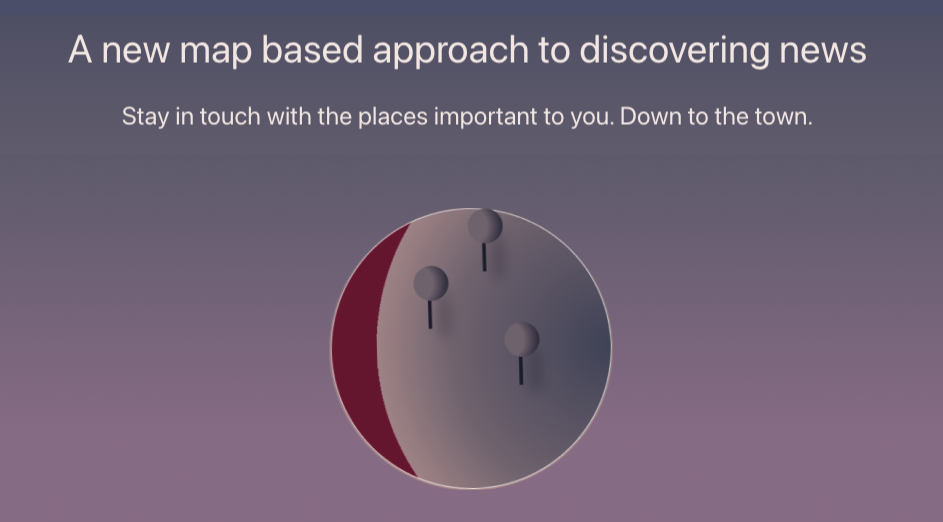 A new map based approach to discovering news
Stay in touch with the places important to you. Down to the town.